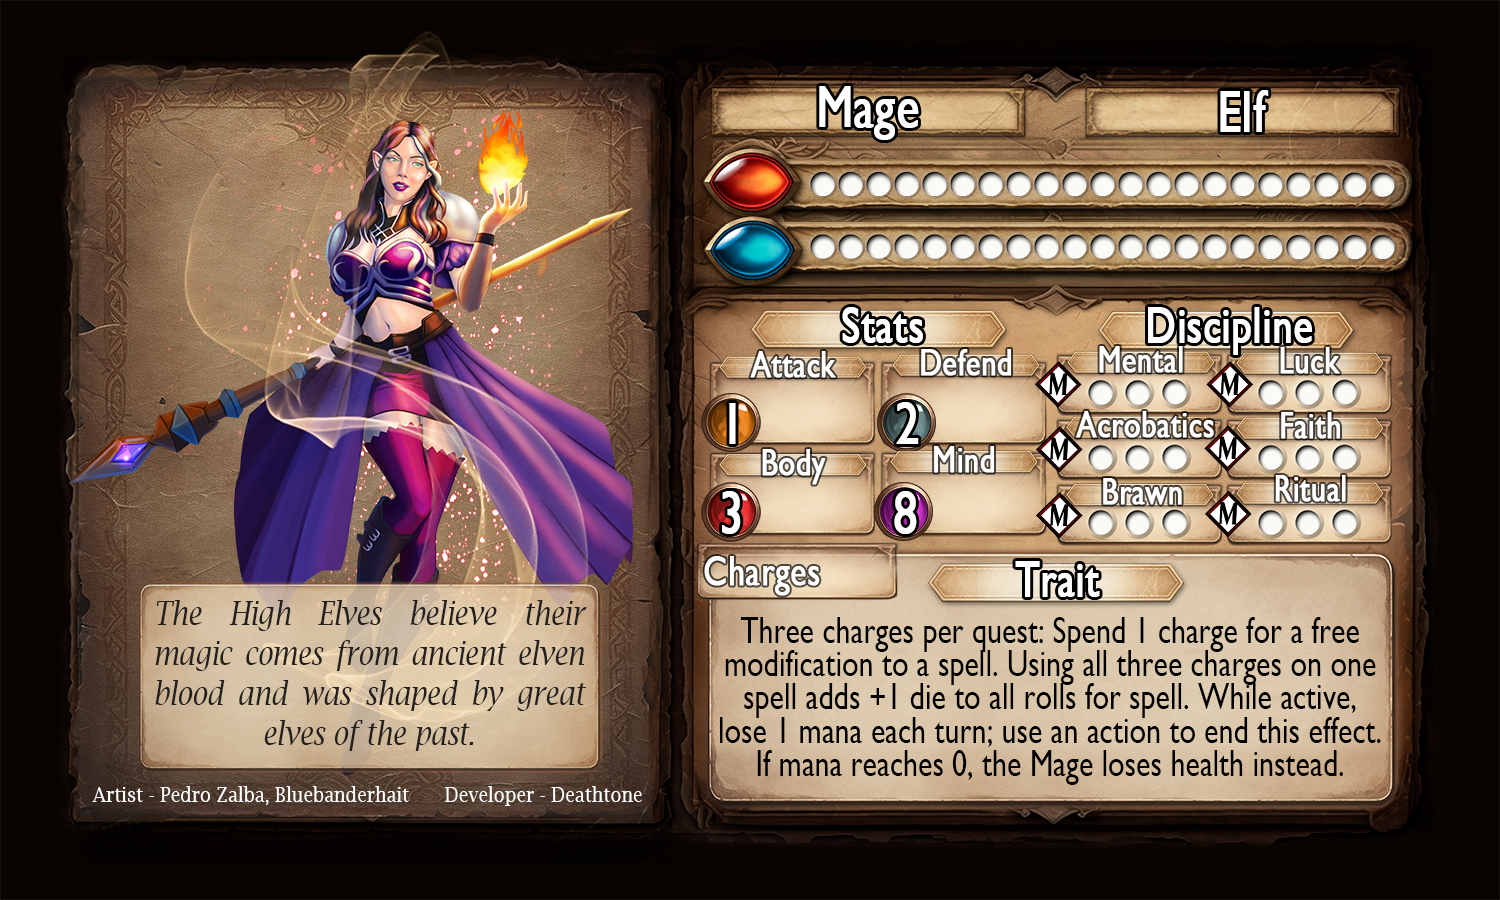 Mage
Elf
Stats
Discipline
Attack
Defend
1
2
Body
Mind
3
8
Mental
Luck
M
M
Acrobatics
Faith
M
M
Brawn
Ritual
M
M
Charges
Trait
Three charges per quest: Spend 1 charge for a free
modification to a spell. Using all three charges on one
spell adds +1 die to all rolls for spell. While active,
lose 1 mana each turn; use an action to end this effect.
If mana reaches 0, the Mage loses health instead.
The High Elves believe their
magic comes from ancient elven
blood and was shaped by great
elves of the past.
Artist - Pedro Zalba, Bluebanderhait
Developer - Deathtone